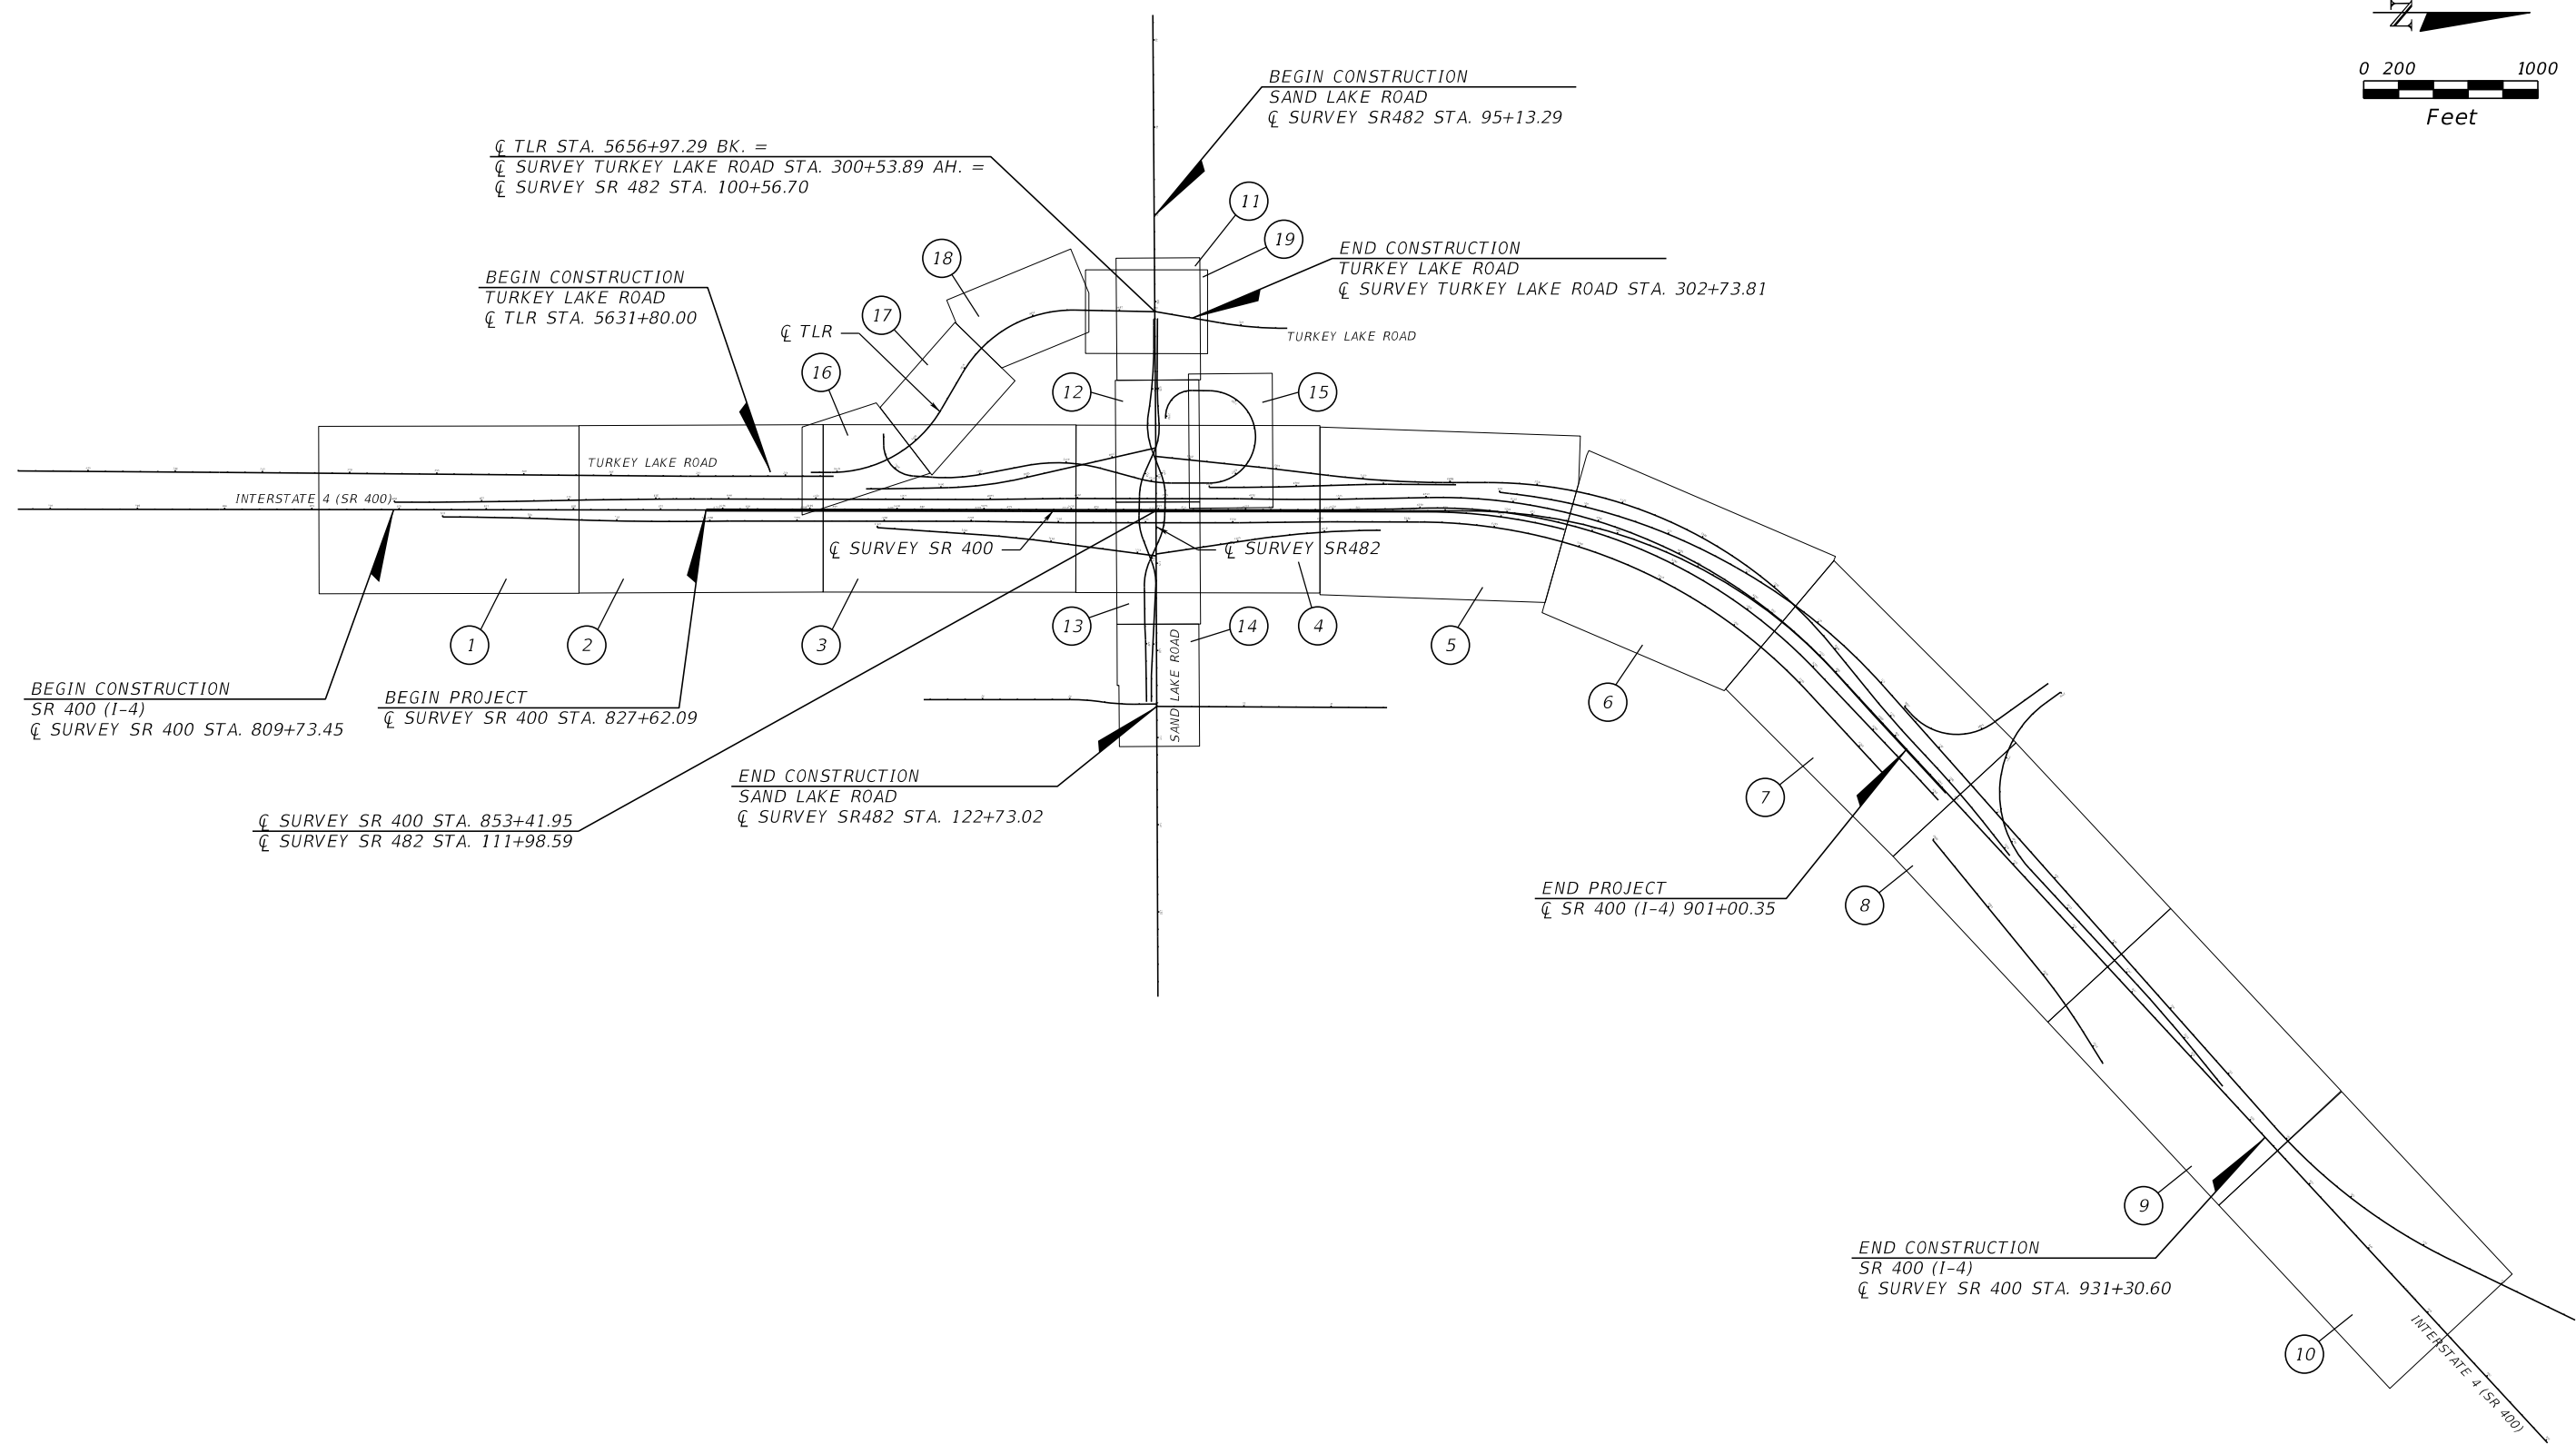 N
0 200 1000
Feet
BEGIN CONSTRUCTION
SAND LAKE ROAD
℄ SURVEY SR482 STA. 95+13.29
℄ TLR STA. 5656+97.29 BK. =
℄ SURVEY TURKEY LAKE ROAD STA. 300+53.89 AH. =
℄ SURVEY SR 482 STA. 100+56.70
11
19
18
END CONSTRUCTION
TURKEY LAKE ROAD
℄ SURVEY TURKEY LAKE ROAD STA. 302+73.81
BEGIN CONSTRUCTION
TURKEY LAKE ROAD
℄ TLR STA. 5631+80.00
17
℄ TLR
TURKEY LAKE ROAD
16
12
15
TURKEY LAKE ROAD
INTERSTATE 4 (SR 400)
℄ SURVEY SR 400
℄ SURVEY SR482
1
2
3
13
14
4
5
6
SAND LAKE ROAD
BEGIN CONSTRUCTION
SR 400 (I-4)
℄ SURVEY SR 400 STA. 809+73.45
BEGIN PROJECT
℄ SURVEY SR 400 STA. 827+62.09
END CONSTRUCTION
SAND LAKE ROAD
℄ SURVEY SR482 STA. 122+73.02
℄ SURVEY SR 400 STA. 853+41.95
℄ SURVEY SR 482 STA. 111+98.59
7
END PROJECT
℄ SR 400 (I-4) 901+00.35
8
9
END CONSTRUCTION
SR 400 (I-4)
℄ SURVEY SR 400 STA. 931+30.60
10
INTERSTATE 4 (SR 400)